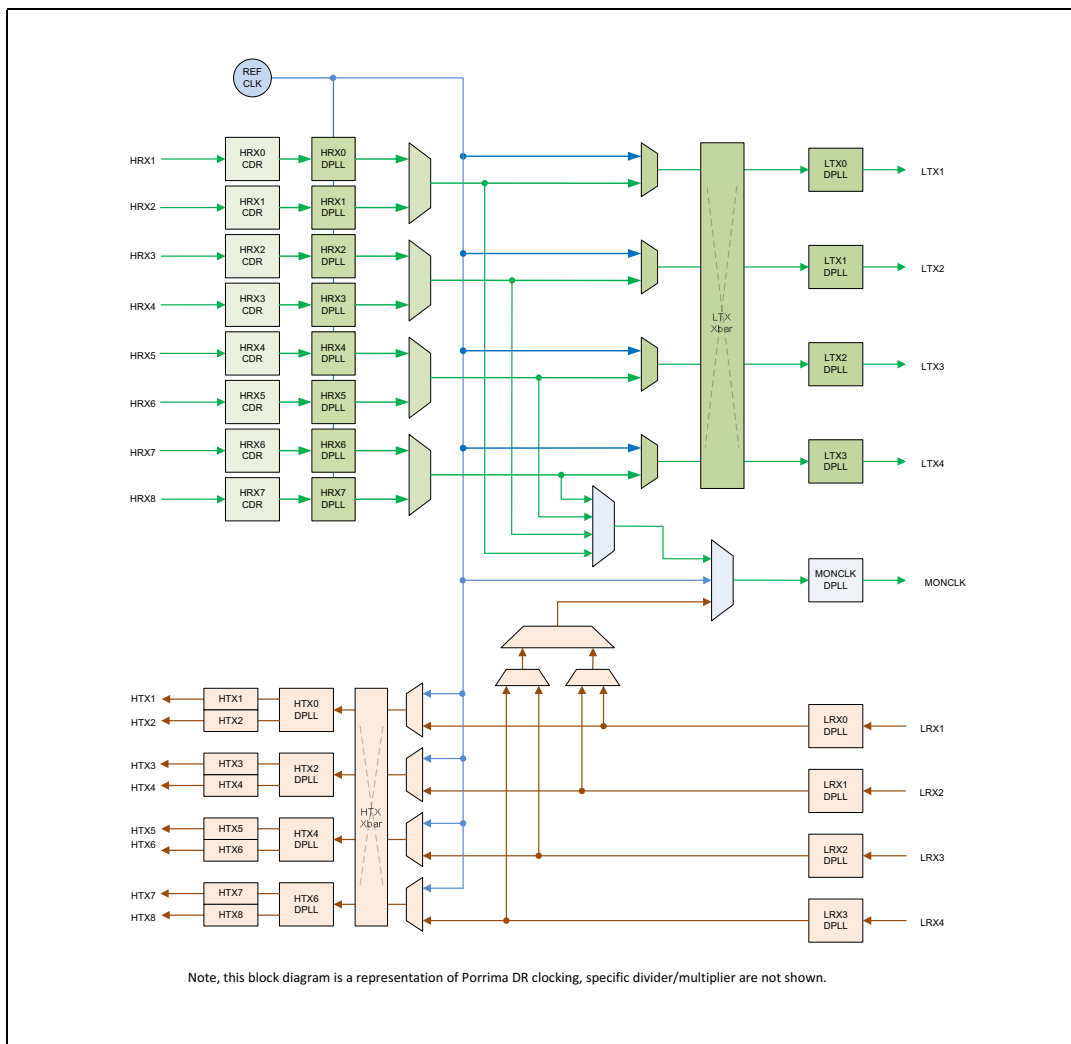 REF
CLK
HRX1
HRX0
CDR
HRX0
DPLL
HRX2
HRX1
CDR
HRX1
DPLL
HRX3
HRX2
CDR
HRX2
DPLL
HRX4
HRX3
CDR
HRX3
DPLL
HRX5
HRX4
CDR
HRX4
DPLL
HRX6
HRX5
CDR
HRX5
DPLL
HRX7
HRX6
CDR
HRX6
DPLL
HRX8
HRX7
CDR
HRX7
DPLL
LTX
Xbar
LTX0
DPLL
LTX1
LTX1
DPLL
LTX2
LTX2
DPLL
LTX3
LTX3
DPLL
LTX4
MONCLK
DPLL
MONCLK
HTX1
HTX2
HTX1
HTX2
HTX0
DPLL
HTX3
HTX4
HTX3
HTX4
HTX2
DPLL
HTX5
HTX6
HTX5
HTX6
HTX4
DPLL
HTX7
HTX8
HTX7
HTX8
HTX6
DPLL
HTX
Xbar
LRX0
DPLL
LRX1
LRX1
DPLL
LRX2
LRX2
DPLL
LRX3
LRX3
DPLL
LRX4
Note, this block diagram is a representation of Porrima DR clocking, specific divider/multiplier are not shown.